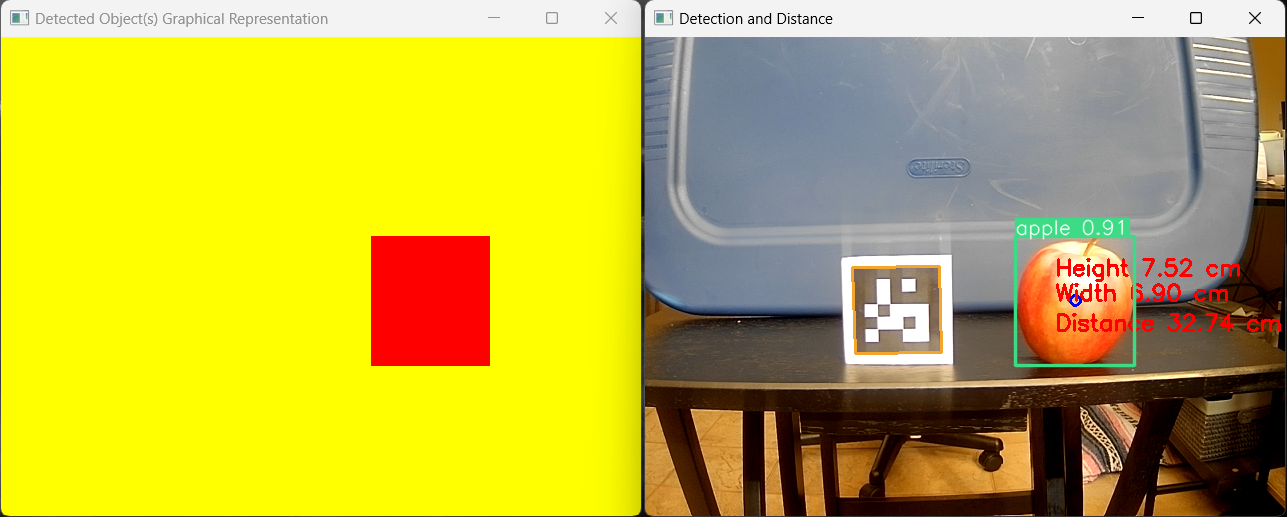 Detected Object(s) Graphical Representation
Detection and Distance
Sterilite
apple 0.91
Height 7.52 cm
Width 6.90 cm
Distance 32.74 cm